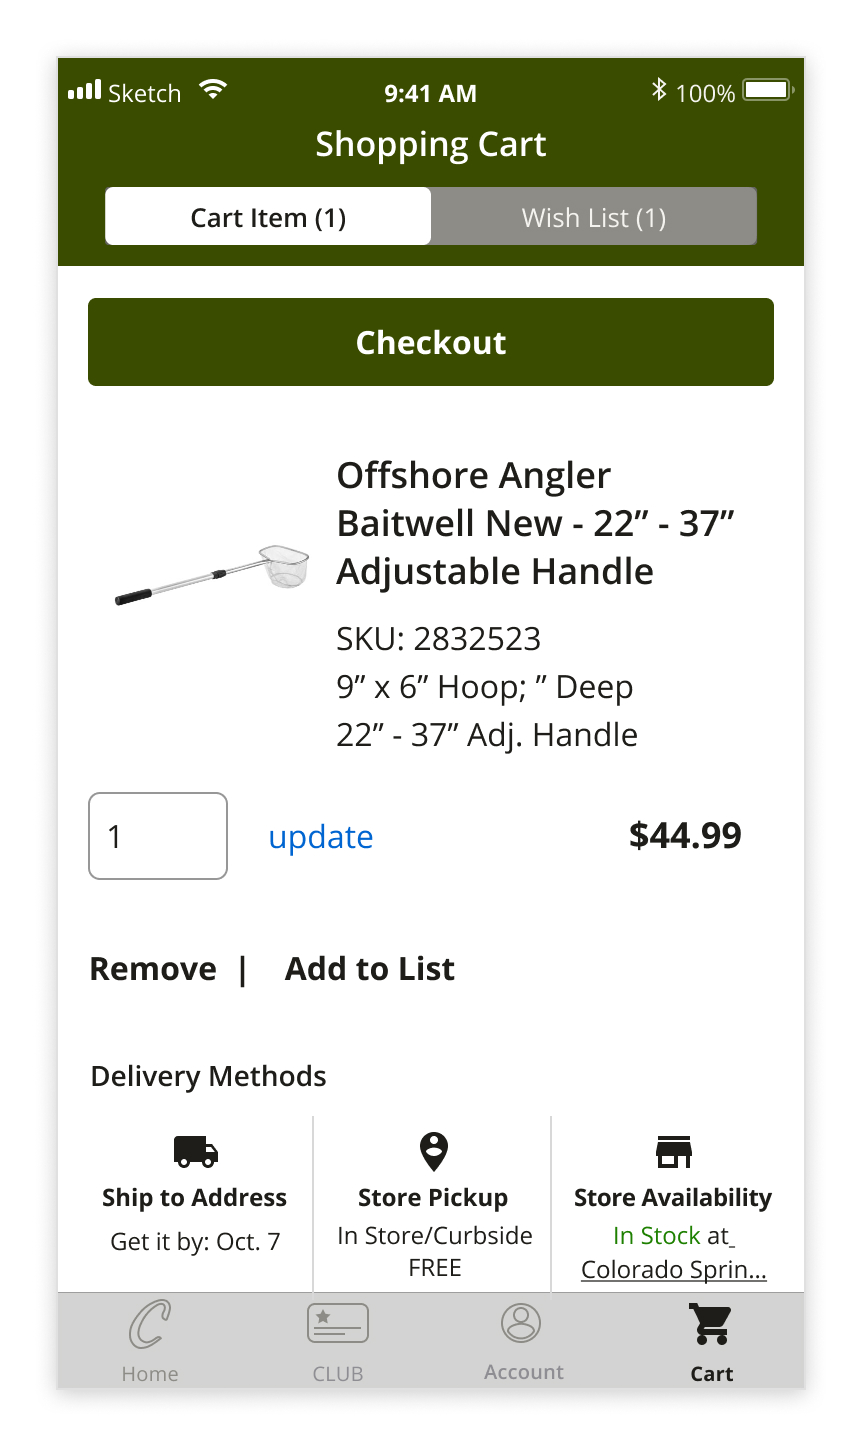 Sketch 9:41 AM 100%
Shopping Cart
Cart Item (1) Wish List (1)
Checkout
Offshore Angler
Baitwell New - 22” - 37”
Adjustable Handle
SKU: 2832523
9” x 6” Hoop; ” Deep
22” - 37” Adj. Handle
1 update $44.99
Remove | Add to List
Delivery Methods
Ship to Address
Get it by: Oct. 7
Store Pickup
In Store/Curbside
FREE
Store Availability
In Stock at
Colorado Sprin...
Home CLUB Account Cart